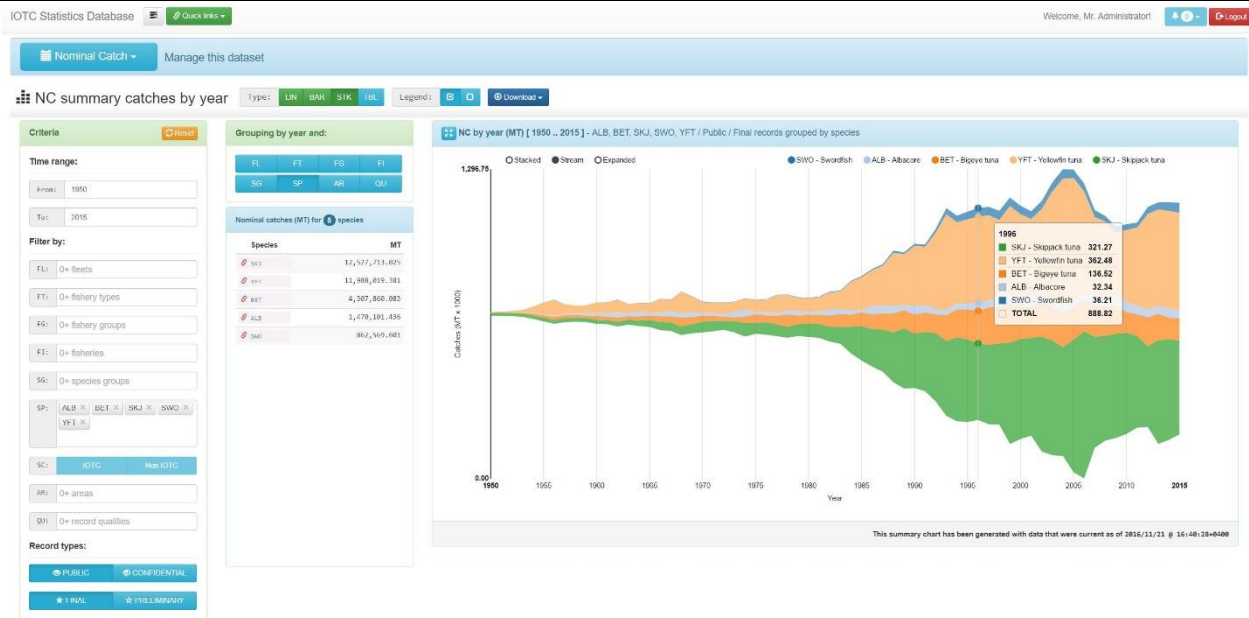 IOTC Statistics Database Quick links Welcome, Mr. Administrator! 0 Logout
Nominal Catch Manage this dataset
NC summary catches by year Type: LIN BAR STK TBL Legend: Download
Criteria Reset
Time range:
From: 1950
To: 2015
Filter by:
FL: 0+ fleets
FT: 0+ fishery types
FG: 0+ fishery groups
FI: 0+ fisheries
SG: 0+ species groups
SP: ALB × BET × SKJ × SWO ×
YFT ×
SC: IOTC Non IOTC
AR: 0+ areas
QU: 0+ record qualities
Record types:
PUBLIC CONFIDENTIAL
FINAL PRELIMINARY
Grouping by year and:
FL FT FG FI
SG SP AR QU
Nominal catches (MT) for 5 species
Species MT
SKJ 12,527,713.025
YFT 11,988,019.381
BET 4,307,860.083
ALB 1,470,101.436
SWO 862,569.601
NC by year (MT) [ 1950 .. 2015 ] - ALB, BET, SKJ, SWO, YFT / Public / Final records grouped by species
Stacked Stream Expanded SWO - Swordfish ALB - Albacore BET - Bigeye tuna YFT - Yellowfin tuna SKJ - Skipjack tuna
1,296.75
Catches (MT x 1000)
1996
SKJ - Skipjack tuna 321.27
YFT - Yellowfin tuna 362.48
BET - Bigeye tuna 136.52
ALB - Albacore 32.34
SWO - Swordfish 36.21
TOTAL 888.82
0.00
1950 1955 1960 1965 1970 1975 1980 1985 1990 1995 2000 2005 2010 2015
Year
This summary chart has been generated with data that were current as of 2016/11/21 @ 16:40:28+0400